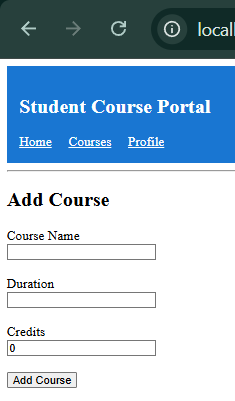 locall
Student Course Portal
Home Courses Profile
Add Course
Course Name
Duration
Credits
0
Add Course